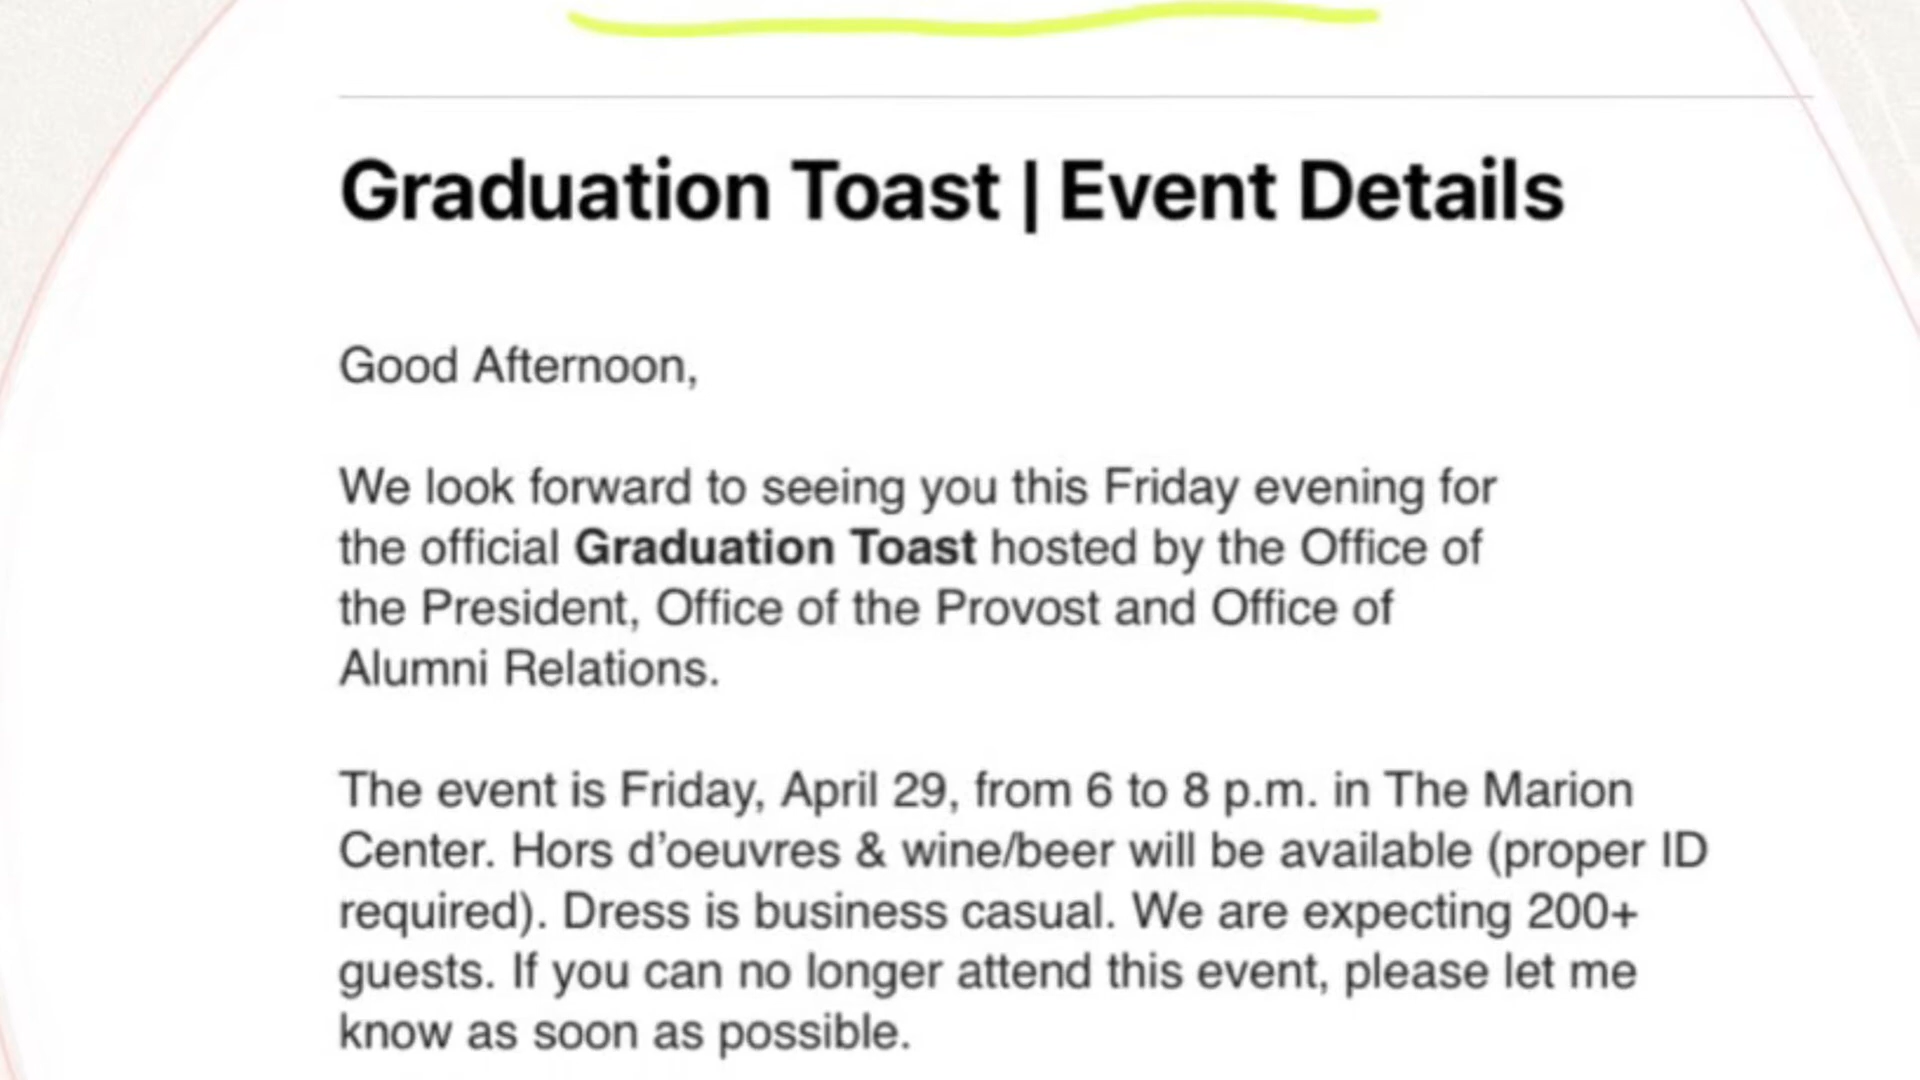 Graduation Toast | Event Details
Good Afternoon,
We look forward to seeing you this Friday evening for
the official Graduation Toast hosted by the Office of
the President, Office of the Provost and Office of
Alumni Relations.
The event is Friday, April 29, from 6 to 8 p.m. in The Marion
Center. Hors d’oeuvres & wine/beer will be available (proper ID
required). Dress is business casual. We are expecting 200+
guests. If you can no longer attend this event, please let me
know as soon as possible.